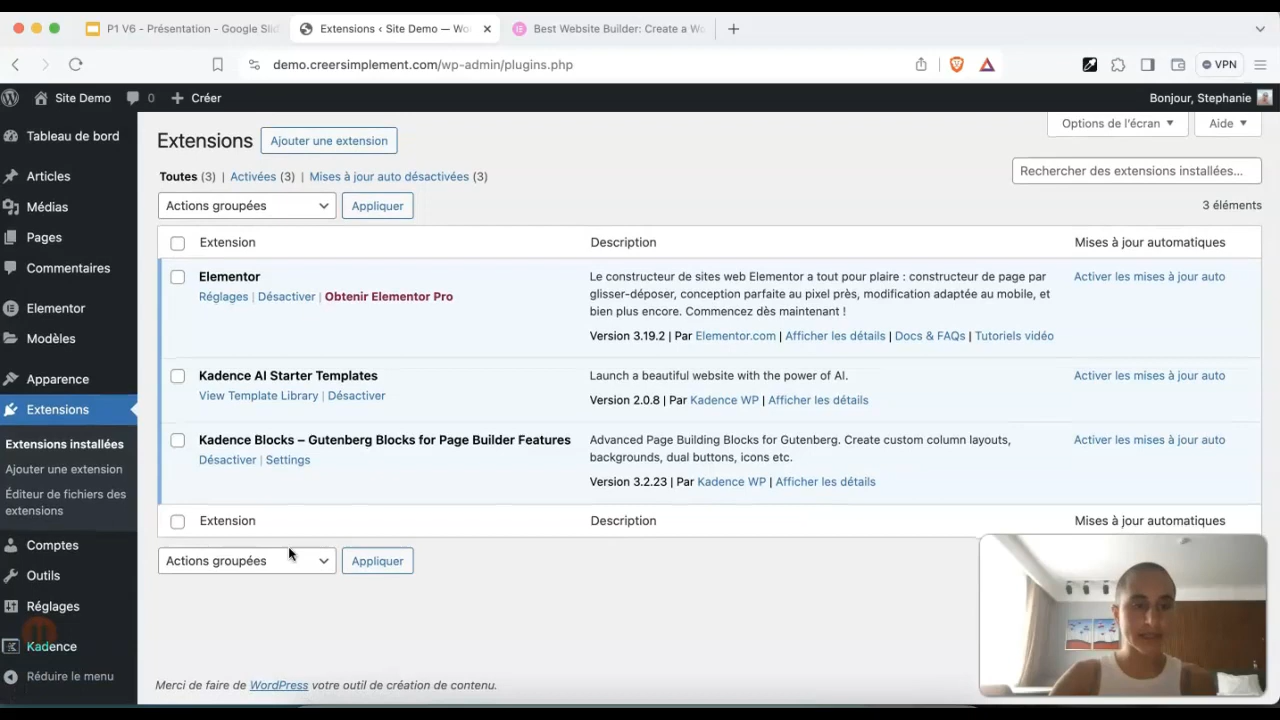 P1 V6 - Présentation - Google Slid
Extensions ‹ Site Demo — Wo
Best Website Builder: Create a Wo
demo.creersimplement.com/wp-admin/plugins.php
VPN
Site Demo
0
Créer
Bonjour, Stephanie
Tableau de bord
Articles
Médias
Pages
Commentaires
Elementor
Modèles
Apparence
Extensions
Extensions installées
Ajouter une extension
Éditeur de fichiers des
extensions
Comptes
Outils
Réglages
Kadence
Réduire le menu
Extensions
Ajouter une extension
Options de l'écran
Aide
Toutes (3) | Activées (3) | Mises à jour auto désactivées (3)
Rechercher des extensions installées...
Actions groupées
Appliquer
3 éléments
Extension
Description
Mises à jour automatiques
Elementor
Réglages | Désactiver | Obtenir Elementor Pro
Le constructeur de sites web Elementor a tout pour plaire : constructeur de page par
glisser-déposer, conception parfaite au pixel près, modification adaptée au mobile, et
bien plus encore. Commencez dès maintenant !
Version 3.19.2 | Par Elementor.com | Afficher les détails | Docs & FAQs | Tutoriels vidéo
Activer les mises à jour auto
Kadence AI Starter Templates
View Template Library | Désactiver
Launch a beautiful website with the power of AI.
Version 2.0.8 | Par Kadence WP | Afficher les détails
Activer les mises à jour auto
Kadence Blocks – Gutenberg Blocks for Page Builder Features
Désactiver | Settings
Advanced Page Building Blocks for Gutenberg. Create custom column layouts,
backgrounds, dual buttons, icons etc.
Version 3.2.23 | Par Kadence WP | Afficher les détails
Activer les mises à jour auto
Extension
Description
Mises à jour automatiques
Actions groupées
Appliquer
Merci de faire de WordPress votre outil de création de contenu.